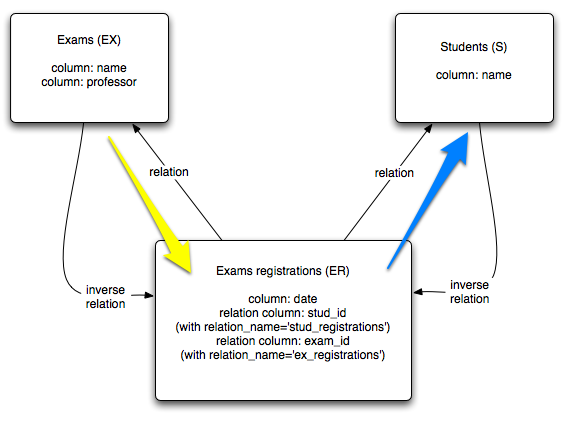 Exams (EX)
column: name
column: professor
Students (S)
column: name
relation
relation
inverse
relation
inverse
relation
Exams registrations (ER)
column: date
relation column: stud_id
(with relation_name='stud_registrations')
relation column: exam_id
(with relation_name='ex_registrations')